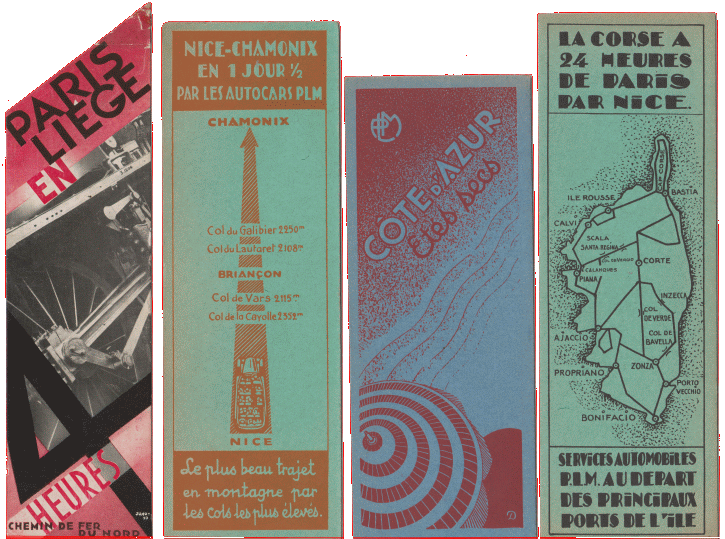 PARIS
LIEGE
EN
4
HEURES
CHEMIN DE FER
DU NORD
NICE-CHAMONIX
EN 1 JOUR ½
PAR LES AUTOCARS PLM
CHAMONIX
Col du Galibier 2250m
Col du Lautaret 2108m
BRIANÇON
Col de Vars 2115m
Col de la Cayolle 2352m
NICE
Le plus beau trajet
en montagne par
les cols les plus élevés.
PLM
COTE D'AZUR
Etés secs
D
LA CORSE A
24 HEURES
DE PARIS
PAR NICE.
BASTIA
ILE ROUSSE
CALVI
SCALA
SANTA REGINA
CORTE
CALANCHES
PIANA
INZECCA
COL
DE VERDE
AJACCIO
COL DE
BAVELLA
ZONZA
PROPRIANO
PORTO
VECCHIO
BONIFACIO
SERVICES AUTOMOBILES
P.L.M. AU DEPART
DES PRINCIPAUX
PORTS DE L'ILE